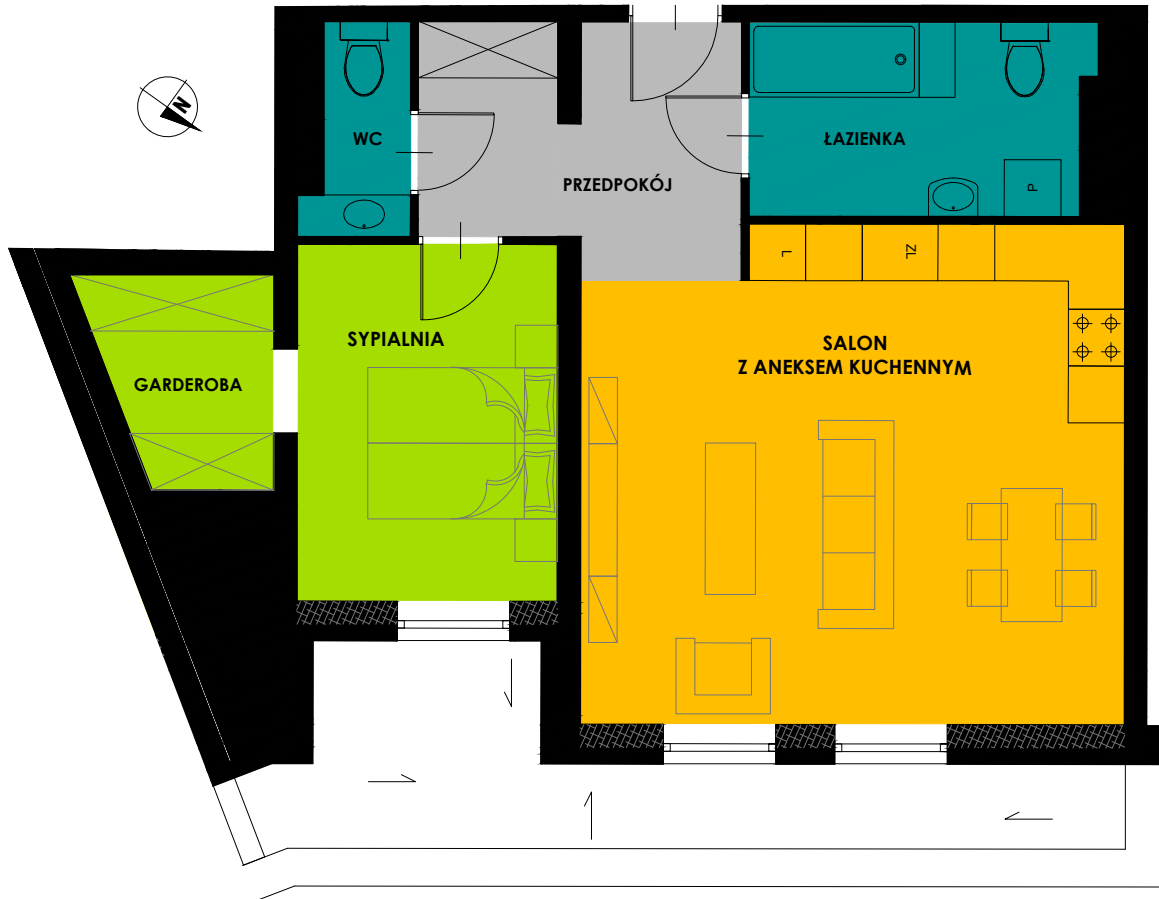 N
WC
ŁAZIENKA
PRZEDPOKÓJ
P
L
ZL
SYPIALNIA
SALON
Z ANEKSEM KUCHENNYM
GARDEROBA